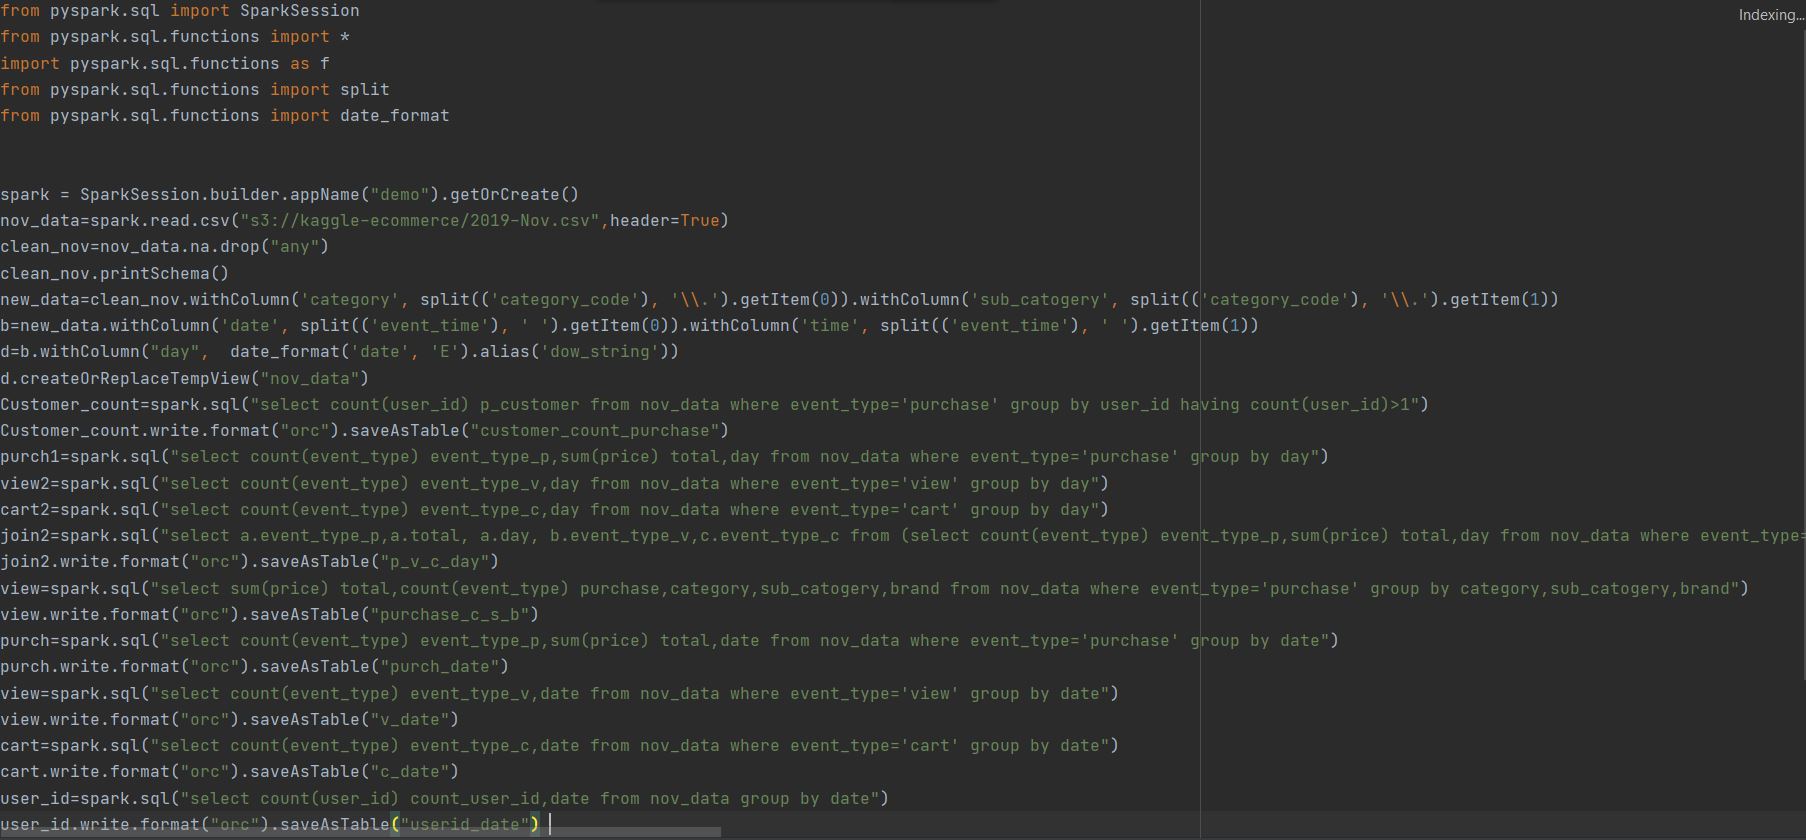 from pyspark.sql import SparkSession
Indexing...
from pyspark.sql.functions import *
import pyspark.sql.functions as f
from pyspark.sql.functions import split
from pyspark.sql.functions import date_format
spark = SparkSession.builder.appName("demo").getOrCreate()
nov_data=spark.read.csv("s3://kaggle-ecommerce/2019-Nov.csv",header=True)
clean_nov=nov_data.na.drop("any")
clean_nov.printSchema()
new_data=clean_nov.withColumn('category', split(('category_code'), '\\.').getItem(0)).withColumn('sub_catogery', split(('category_code'), '\\.').getItem(1))
b=new_data.withColumn('date', split(('event_time'), ' ').getItem(0)).withColumn('time', split(('event_time'), ' ').getItem(1))
d=b.withColumn("day",  date_format('date', 'E').alias('dow_string'))
d.createOrReplaceTempView("nov_data")
Customer_count=spark.sql("select count(user_id) p_customer from nov_data where event_type='purchase' group by user_id having count(user_id)>1")
Customer_count.write.format("orc").saveAsTable("customer_count_purchase")
purch1=spark.sql("select count(event_type) event_type_p,sum(price) total,day from nov_data where event_type='purchase' group by day")
view2=spark.sql("select count(event_type) event_type_v,day from nov_data where event_type='view' group by day")
cart2=spark.sql("select count(event_type) event_type_c,day from nov_data where event_type='cart' group by day")
join2=spark.sql("select a.event_type_p,a.total, a.day, b.event_type_v,c.event_type_c from (select count(event_type) event_type_p,sum(price) total,day from nov_data where event_type=
join2.write.format("orc").saveAsTable("p_v_c_day")
view=spark.sql("select sum(price) total,count(event_type) purchase,category,sub_catogery,brand from nov_data where event_type='purchase' group by category,sub_catogery,brand")
view.write.format("orc").saveAsTable("purchase_c_s_b")
purch=spark.sql("select count(event_type) event_type_p,sum(price) total,date from nov_data where event_type='purchase' group by date")
purch.write.format("orc").saveAsTable("purch_date")
view=spark.sql("select count(event_type) event_type_v,date from nov_data where event_type='view' group by date")
view.write.format("orc").saveAsTable("v_date")
cart=spark.sql("select count(event_type) event_type_c,date from nov_data where event_type='cart' group by date")
cart.write.format("orc").saveAsTable("c_date")
user_id=spark.sql("select count(user_id) count_user_id,date from nov_data group by date")
user_id.write.format("orc").saveAsTable("userid_date")